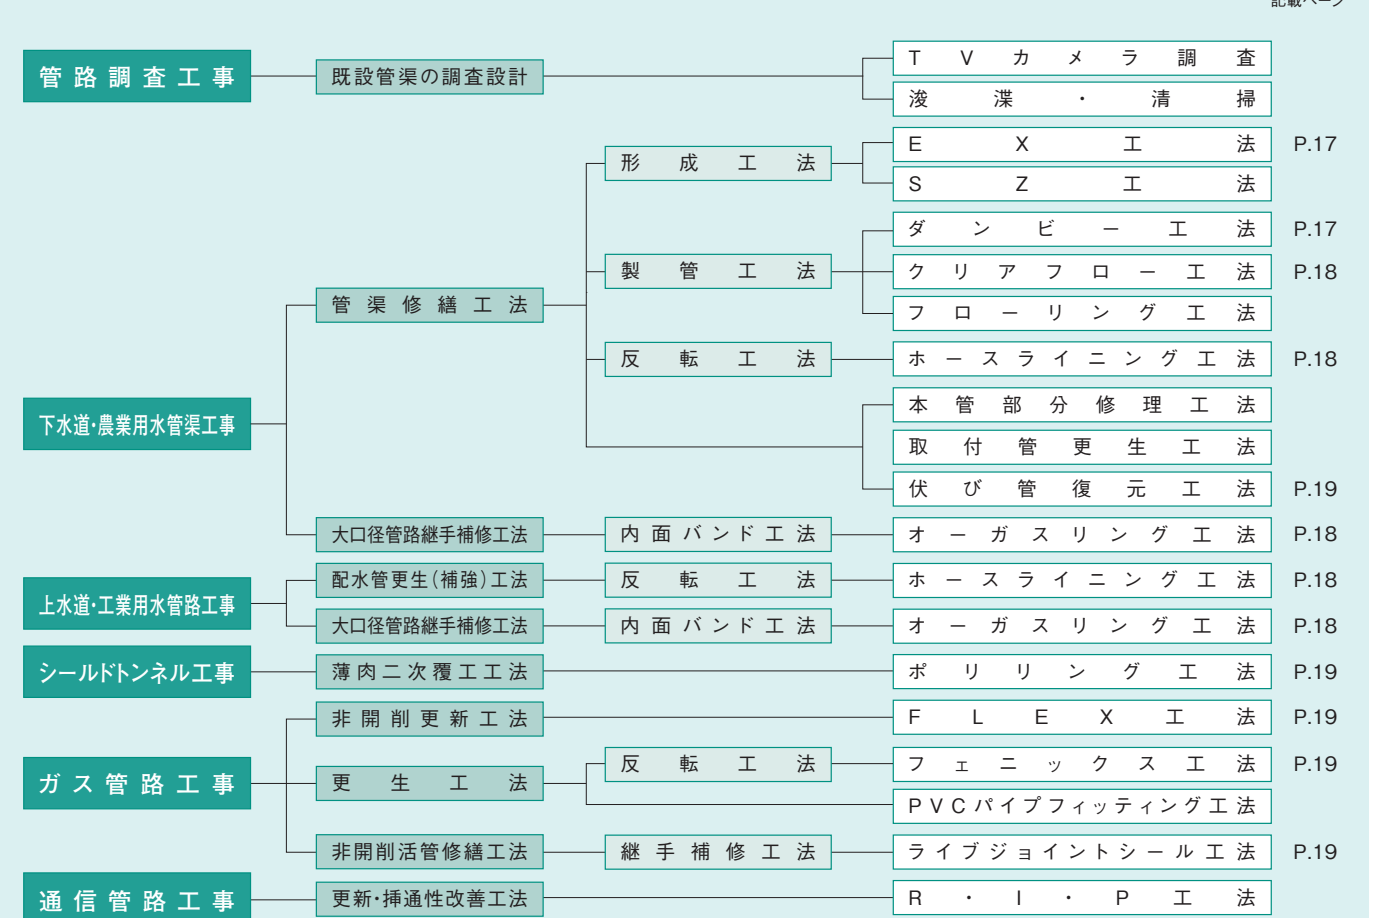 記載ページ
管路調査工事 既設管渠の調査設計 TVカメラ調査
浚渫・清掃
形成工法 EX工法 P.17
SZ工法
ダンビー工法 P.17
製管工法 クリアフロー工法 P.18
管渠修繕工法 フローリング工法
反転工法 ホースライニング工法 P.18
本管部分修理工法
下水道・農業用水管渠工事
取付管更生工法
伏び管復元工法 P.19
大口径管路継手補修工法 内面バンド工法 オーガスリング工法 P.18
上水道・工業用水管路工事 配水管更生(補強)工法 反転工法 ホースライニング工法 P.18
大口径管路継手補修工法 内面バンド工法 オーガスリング工法 P.18
シールドトンネル工事 薄肉二次覆工工法 ポリリング工法 P.19
非開削更新工法 FLEX工法 P.19
反転工法 フェニックス工法 P.19
ガス管路工事 更生工法
PVCパイプフィッティング工法
非開削活管修繕工法 継手補修工法 ライブジョイントシール工法 P.19
通信管路工事 更新・挿通性改善工法 R・I・P工法